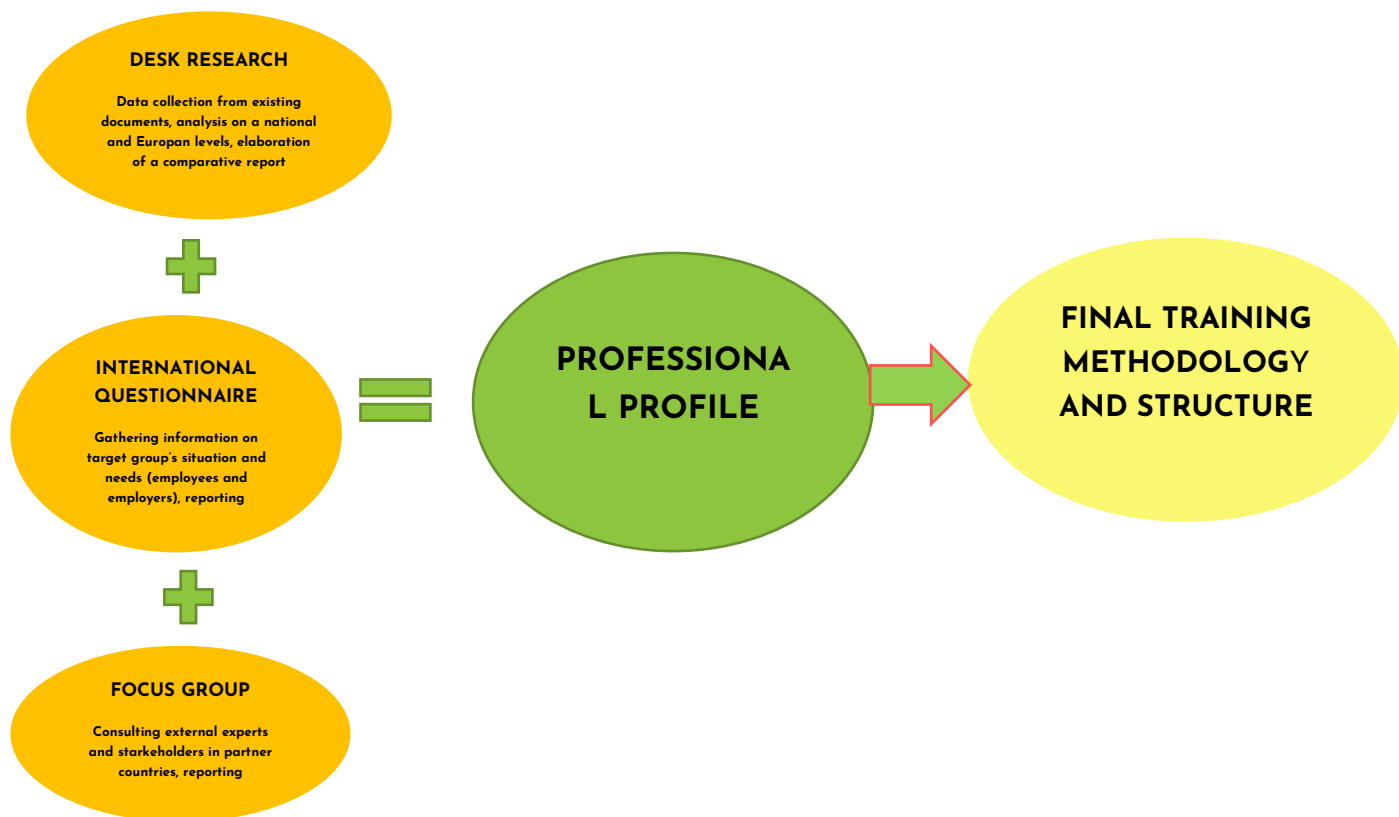 DESK RESEARCH
Data collection from existing
documents, analysis on a national
and Europan levels, elaboration
of a comparative report
INTERNATIONAL
QUESTIONNAIRE
Gathering information on
target group's situation and
needs (employees and
employers), reporting
FOCUS GROUP
Consulting external experts
and starkeholders in partner
countries, reporting
PROFESSIONA
L PROFILE
FINAL TRAINING
METHODOLOGY
AND STRUCTURE